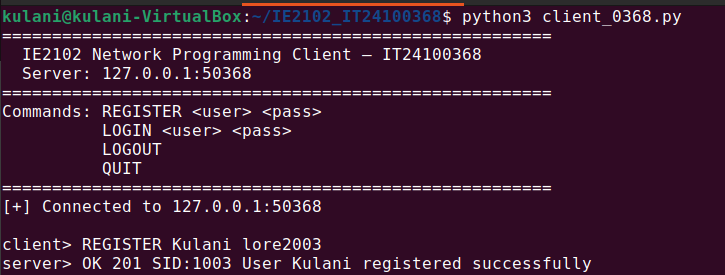 kulani@kulani-VirtualBox:~/IE2102_IT24100368$ python3 client_0368.py
=======================================================
  IE2102 Network Programming Client — IT24100368
  Server: 127.0.0.1:50368
=======================================================
Commands: REGISTER <user> <pass>
          LOGIN <user> <pass>
          LOGOUT
          QUIT
=======================================================
[+] Connected to 127.0.0.1:50368
client> REGISTER Kulani lore2003
server> OK 201 SID:1003 User Kulani registered successfully